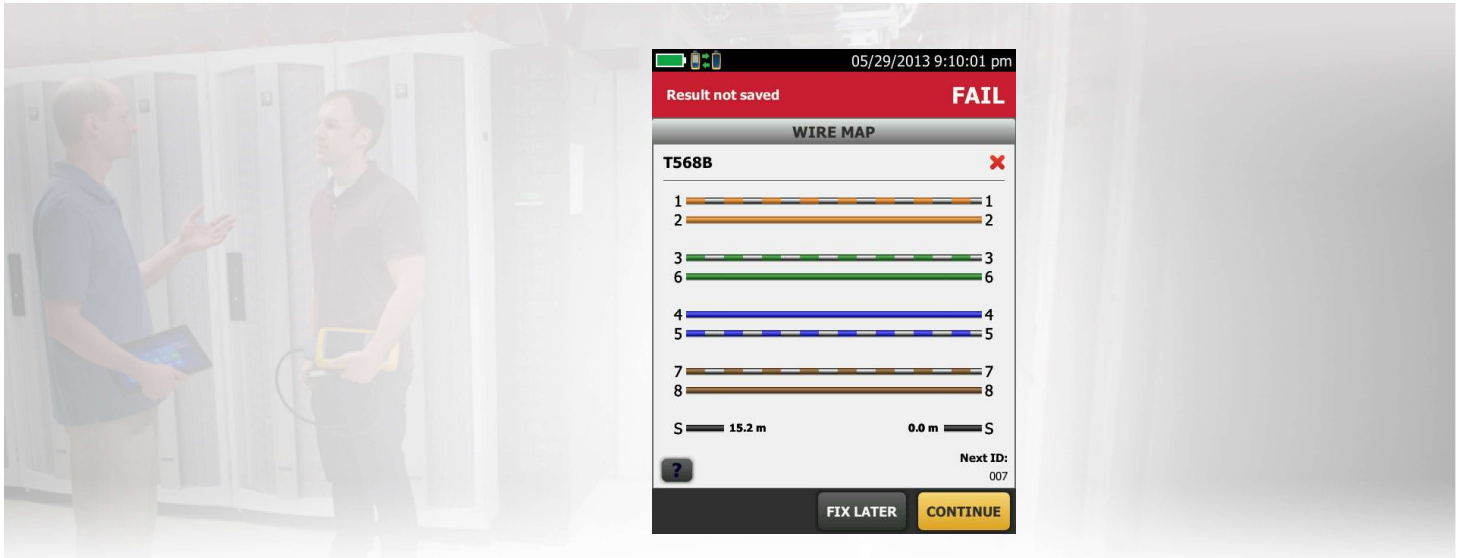 05/29/2013 9:10:01 pm
Result not saved FAIL
WIRE MAP
T568B
1 1
2 2
3 3
6 6
4 4
5 5
7 7
8 8
S 15.2 m 0.0 m S
Next ID:
? 007
FIX LATER CONTINUE